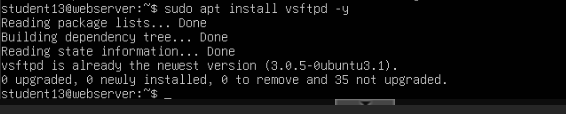 student13@webserver:~$ sudo apt install vsftpd -y
Reading package lists... Done
Building dependency tree... Done
Reading state information... Done
vsftpd is already the newest version (3.0.5-0ubuntu3.1).
0 upgraded, 0 newly installed, 0 to remove and 35 not upgraded.
student13@webserver:~$ _